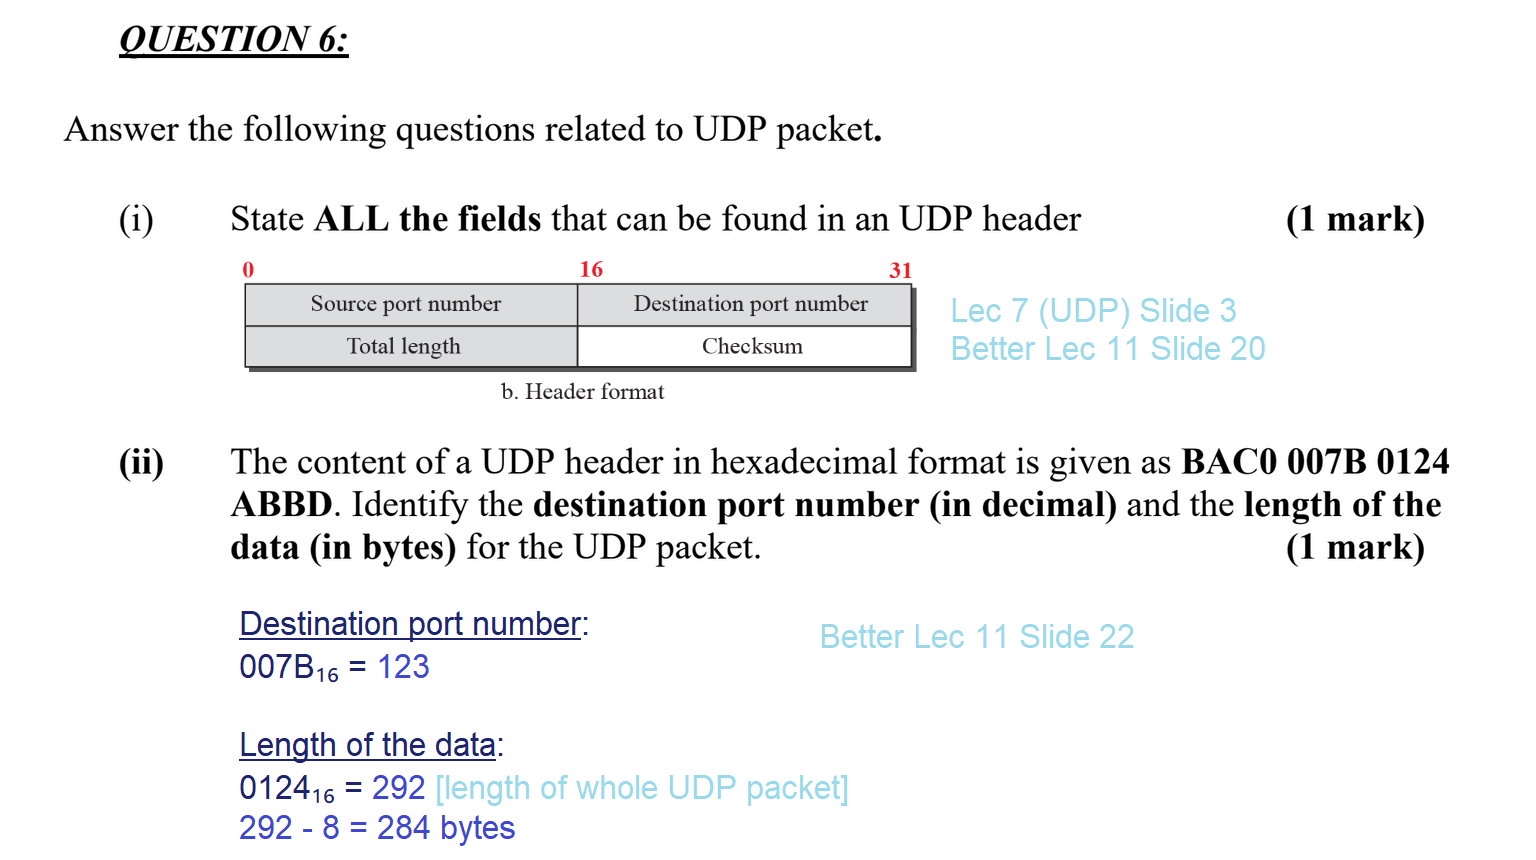 QUESTION 6:
Answer the following questions related to UDP packet.
(i) State ALL the fields that can be found in an UDP header (1 mark)
0 16 31
Source port number Destination port number
Total length Checksum
b. Header format
Lec 7 (UDP) Slide 3
Better Lec 11 Slide 20
(ii) The content of a UDP header in hexadecimal format is given as BAC0 007B 0124
ABBD. Identify the destination port number (in decimal) and the length of the
data (in bytes) for the UDP packet. (1 mark)
Destination port number:
007B₁₆ = 123
Better Lec 11 Slide 22
Length of the data:
0124₁₆ = 292 [length of whole UDP packet]
292 - 8 = 284 bytes